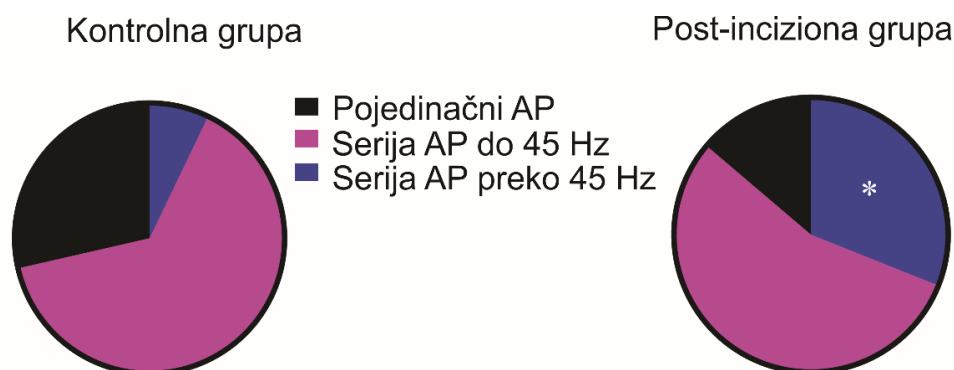 Kontrolna grupa
Post-inciziona grupa
Pojedinačni AP
Serija AP do 45 Hz
Serija AP preko 45 Hz
*